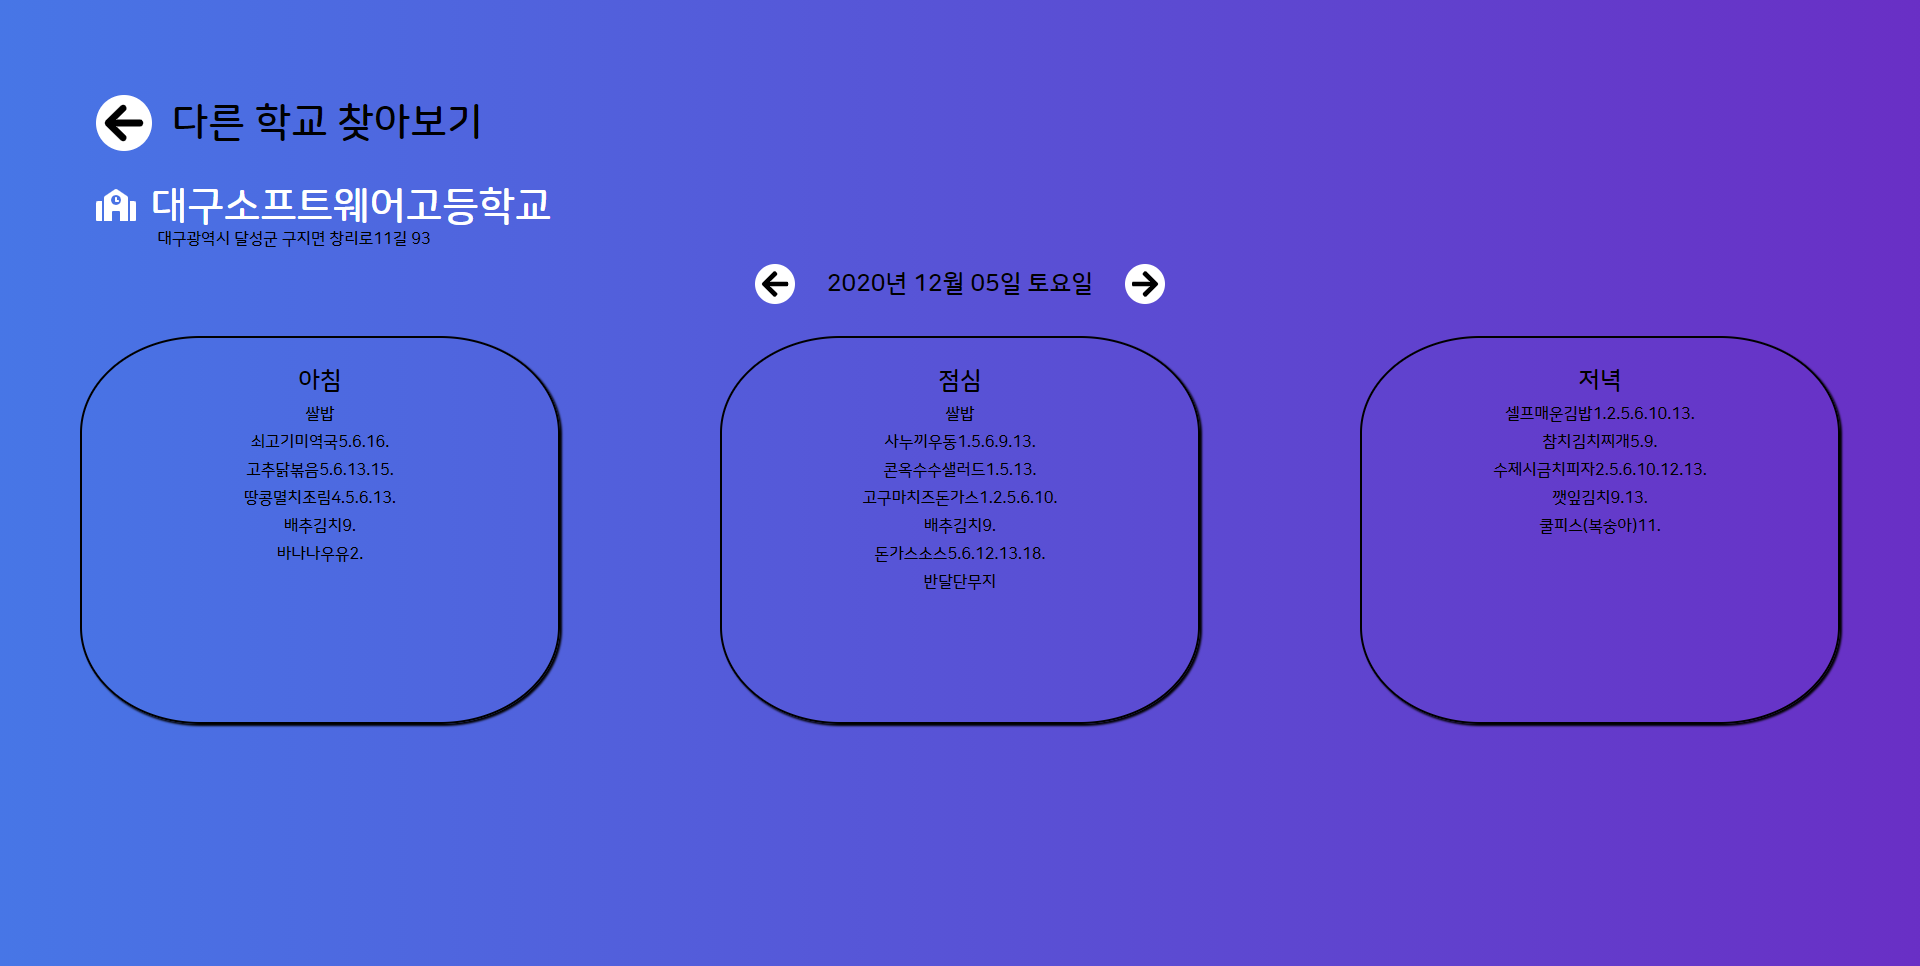 다른 학교 찾아보기
대구소프트웨어고등학교
대구광역시 달성군 구지면 창리로11길 93
2020년 12월 05일 토요일
아침
쌀밥
쇠고기미역국5.6.16.
고추닭볶음5.6.13.15.
땅콩멸치조림4.5.6.13.
배추김치9.
바나나우유2.
점심
쌀밥
사누끼우동1.5.6.9.13.
콘옥수수샐러드1.5.13.
고구마치즈돈가스1.2.5.6.10.
배추김치9.
돈가스소스5.6.12.13.18.
반달단무지
저녁
셀프매운김밥1.2.5.6.10.13.
참치김치찌개5.9.
수제시금치피자2.5.6.10.12.13.
깻잎김치9.13.
쿨피스(복숭아)11.